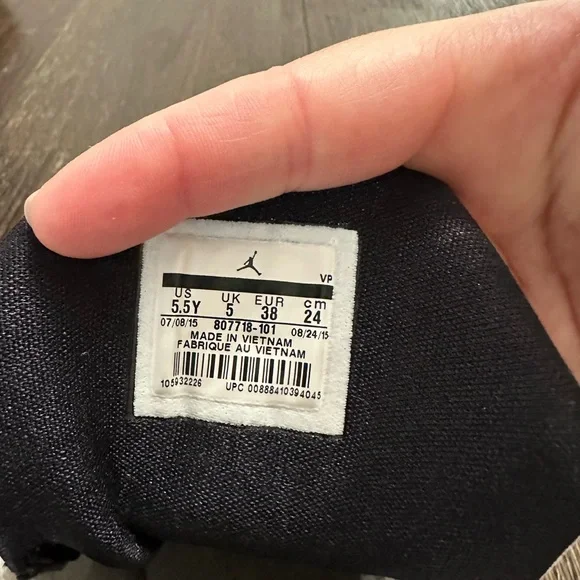 VP
US UK EUR cm
5.5Y 5 38 24
07/08/15 807718-101 08/24/15
MADE IN VIETNAM
FABRIQUE AU VIETNAM
105932226 UPC 00888410394045